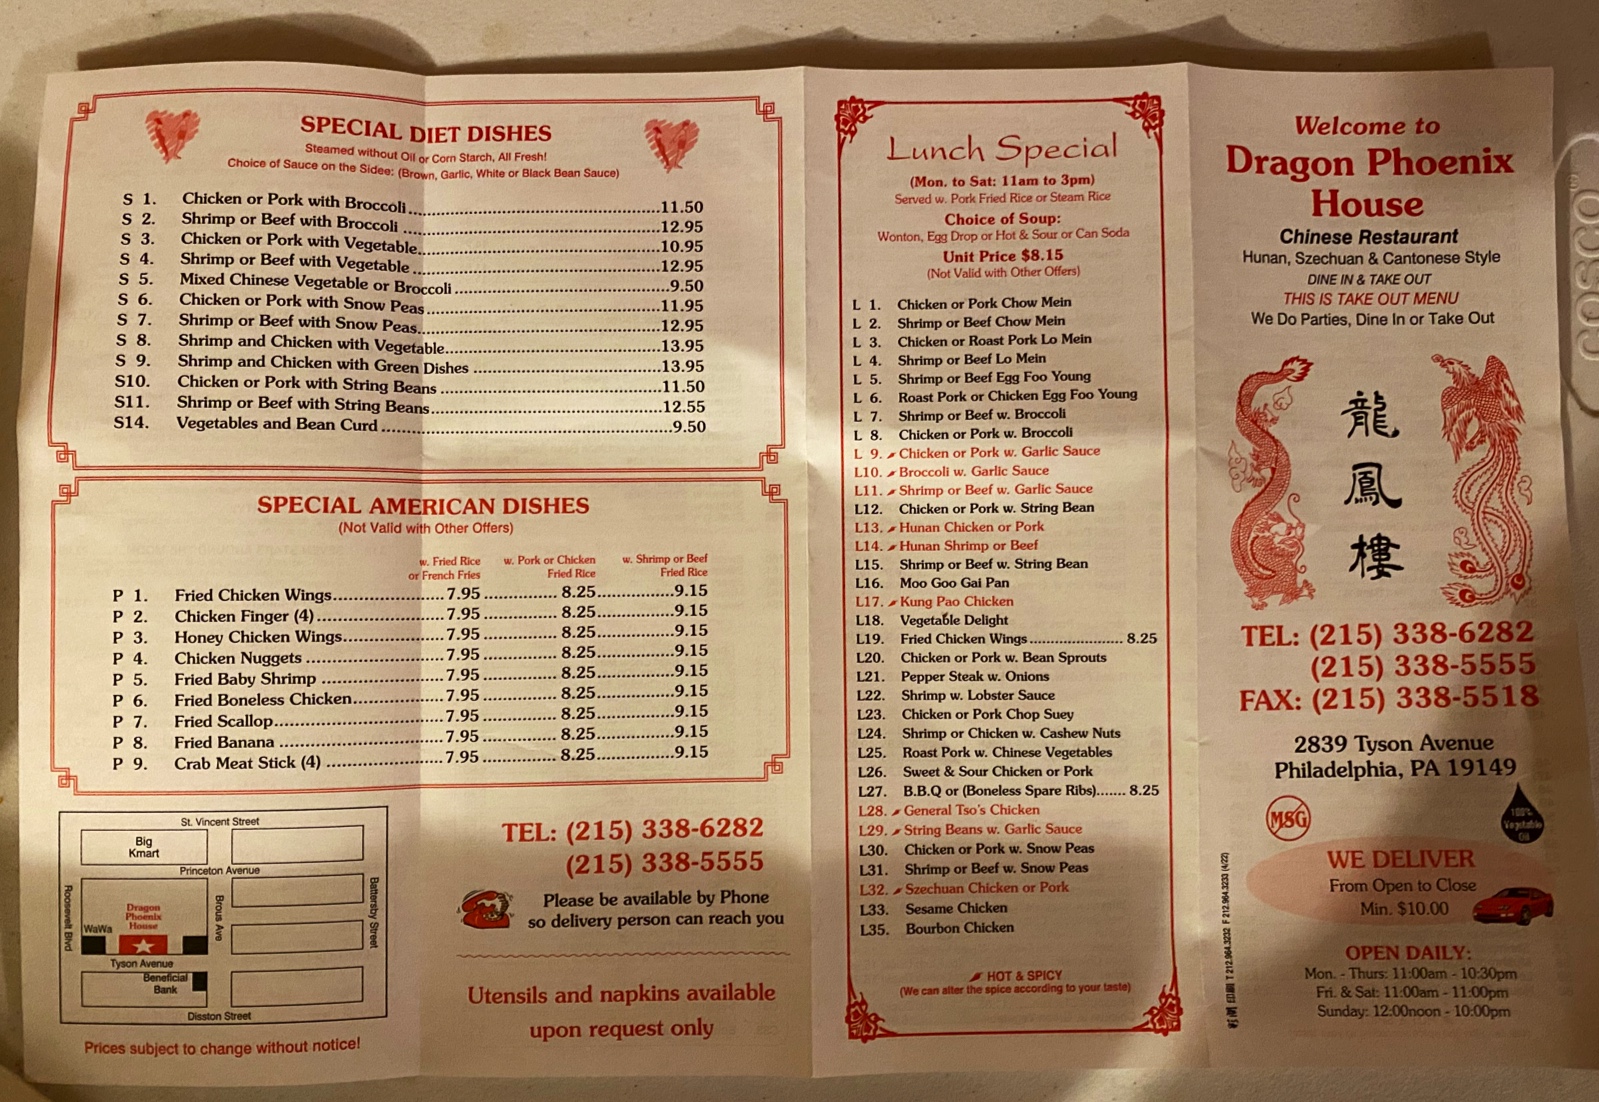 SPECIAL DIET DISHES
Steamed without Oil or Corn Starch, All Fresh!
Choice of Sauce on the Sidee: (Brown, Garlic, White or Black Bean Sauce)
S 1. Chicken or Pork with Broccoli 11.50
S 2. Shrimp or Beef with Broccoli 12.95
S 3. Chicken or Pork with Vegetable 10.95
S 4. Shrimp or Beef with Vegetable 12.95
S 5. Mixed Chinese Vegetable or Broccoli 9.50
S 6. Chicken or Pork with Snow Peas 11.95
S 7. Shrimp or Beef with Snow Peas 12.95
S 8. Shrimp and Chicken with Vegetable 13.95
S 9. Shrimp and Chicken with Green Dishes 13.95
S10. Chicken or Pork with String Beans 11.50
S11. Shrimp or Beef with String Beans 12.55
S14. Vegetables and Bean Curd 9.50
SPECIAL AMERICAN DISHES
(Not Valid with Other Offers)
w. Fried Rice w. Pork or Chicken w. Shrimp or Beef
or French Fries Fried Rice Fried Rice
P 1. Fried Chicken Wings 7.95 8.25 9.15
P 2. Chicken Finger (4) 7.95 8.25 9.15
P 3. Honey Chicken Wings 7.95 8.25 9.15
P 4. Chicken Nuggets 7.95 8.25 9.15
P 5. Fried Baby Shrimp 7.95 8.25 9.15
P 6. Fried Boneless Chicken 7.95 8.25 9.15
P 7. Fried Scallop 7.95 8.25 9.15
P 8. Fried Banana 7.95 8.25 9.15
P 9. Crab Meat Stick (4) 7.95 8.25 9.15
St. Vincent Street
Big
Kmart
Princeton Avenue
Roosevelt Blvd
Dragon
Phoenix
House
WaWa
Brous Ave
Battersby Street
Tyson Avenue
Beneficial
Bank
Disston Street
Prices subject to change without notice!
TEL: (215) 338-6282
(215) 338-5555
Please be available by Phone
so delivery person can reach you
Utensils and napkins available
upon request only
Lunch Special
(Mon. to Sat: 11am to 3pm)
Served w. Pork Fried Rice or Steam Rice
Choice of Soup:
Wonton, Egg Drop or Hot & Sour or Can Soda
Unit Price $8.15
(Not Valid with Other Offers)
L 1. Chicken or Pork Chow Mein
L 2. Shrimp or Beef Chow Mein
L 3. Chicken or Roast Pork Lo Mein
L 4. Shrimp or Beef Lo Mein
L 5. Shrimp or Beef Egg Foo Young
L 6. Roast Pork or Chicken Egg Foo Young
L 7. Shrimp or Beef w. Broccoli
L 8. Chicken or Pork w. Broccoli
L 9. Chicken or Pork w. Garlic Sauce
L10. Broccoli w. Garlic Sauce
L11. Shrimp or Beef w. Garlic Sauce
L12. Chicken or Pork w. String Bean
L13. Hunan Chicken or Pork
L14. Hunan Shrimp or Beef
L15. Shrimp or Beef w. String Bean
L16. Moo Goo Gai Pan
L17. Kung Pao Chicken
L18. Vegetable Delight
L19. Fried Chicken Wings 8.25
L20. Chicken or Pork w. Bean Sprouts
L21. Pepper Steak w. Onions
L22. Shrimp w. Lobster Sauce
L23. Chicken or Pork Chop Suey
L24. Shrimp or Chicken w. Cashew Nuts
L25. Roast Pork w. Chinese Vegetables
L26. Sweet & Sour Chicken or Pork
L27. B.B.Q or (Boneless Spare Ribs) 8.25
L28. General Tso's Chicken
L29. String Beans w. Garlic Sauce
L30. Chicken or Pork w. Snow Peas
L31. Shrimp or Beef w. Snow Peas
L32. Szechuan Chicken or Pork
L33. Sesame Chicken
L35. Bourbon Chicken
HOT & SPICY
(We can alter the spice according to your taste)
Welcome to
Dragon Phoenix
House
Chinese Restaurant
Hunan, Szechuan & Cantonese Style
DINE IN & TAKE OUT
THIS IS TAKE OUT MENU
We Do Parties, Dine In or Take Out
龍
鳳
樓
TEL: (215) 338-6282
(215) 338-5555
FAX: (215) 338-5518
2839 Tyson Avenue
Philadelphia, PA 19149
MSG
100%
Vegetable
Oil
WE DELIVER
From Open to Close
Min. $10.00
OPEN DAILY:
Mon. - Thurs: 11:00am - 10:30pm
Fri. & Sat: 11:00am - 11:00pm
Sunday: 12:00noon - 10:00pm
印刷 T 212.964.3232 F 212.964.3233 (4/22)
COSCO